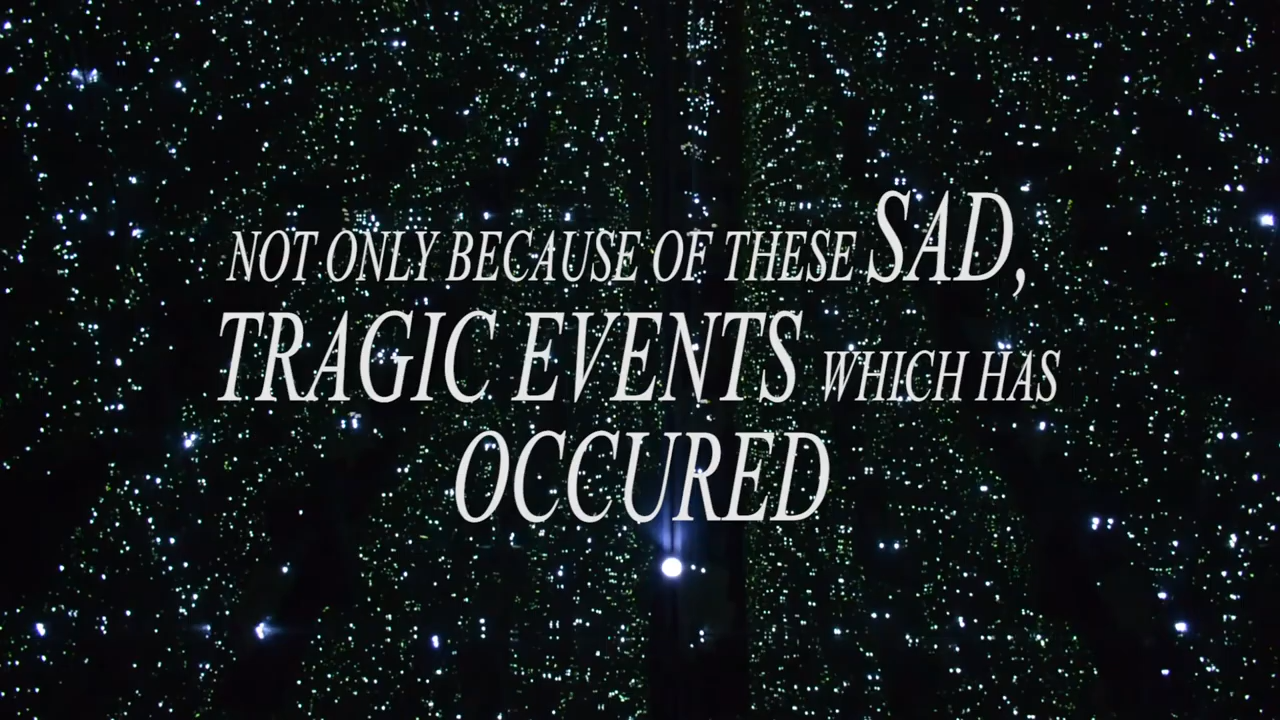 NOT ONLY BECAUSE OF THESE SAD,
TRAGIC EVENTS WHICH HAS
OCCURED